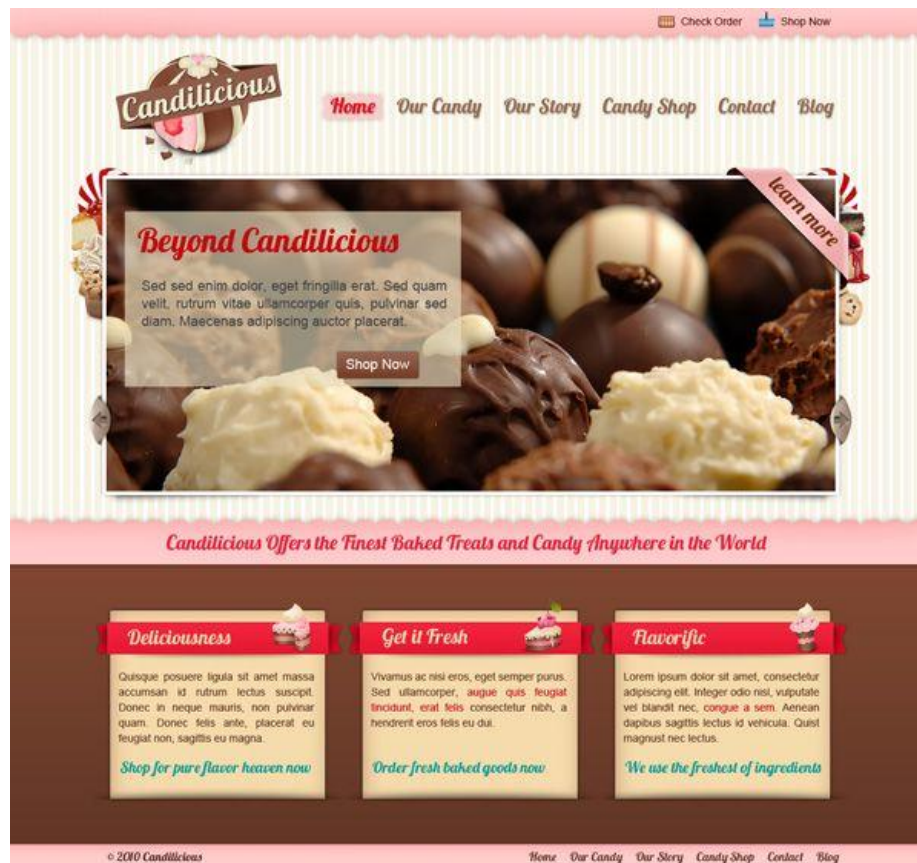 Check Order Shop Now
Candilicious
Home Our Candy Our Story Candy Shop Contact Blog
learn more
Beyond Candilicious
Sed sed enim dolor, eget fringilla erat. Sed quam
velit, rutrum vitae ullamcorper quis, pulvinar sed
diam. Maecenas adipiscing auctor placerat.
Shop Now
Candilicious Offers the Finest Baked Treats and Candy Anywhere in the World
Deliciousness
Quisque posuere ligula sit amet massa
accumsan id rutrum lectus suscipit.
Donec in neque mauris, non pulvinar
quam. Donec felis ante, placerat eu
feugiat non, sagittis eu magna.
Shop for pure flavor heaven now
Get it Fresh
Vivamus ac nisi eros, eget semper purus.
Sed ullamcorper, augue quis feugiat
tincidunt, erat felis consectetur nibh, a
hendrerit eros felis eu dui.
Order fresh baked goods now
Flavorific
Lorem ipsum dolor sit amet, consectetur
adipiscing elit. Integer odio nisl, vulputate
vel blandit nec, congue a sem. Aenean
dapibus sagittis lectus id vehicula. Quist
magnust nec lectus.
We use the freshest of ingredients
© 2010 Candilicious
Home Our Candy Our Story Candy Shop Contact Blog